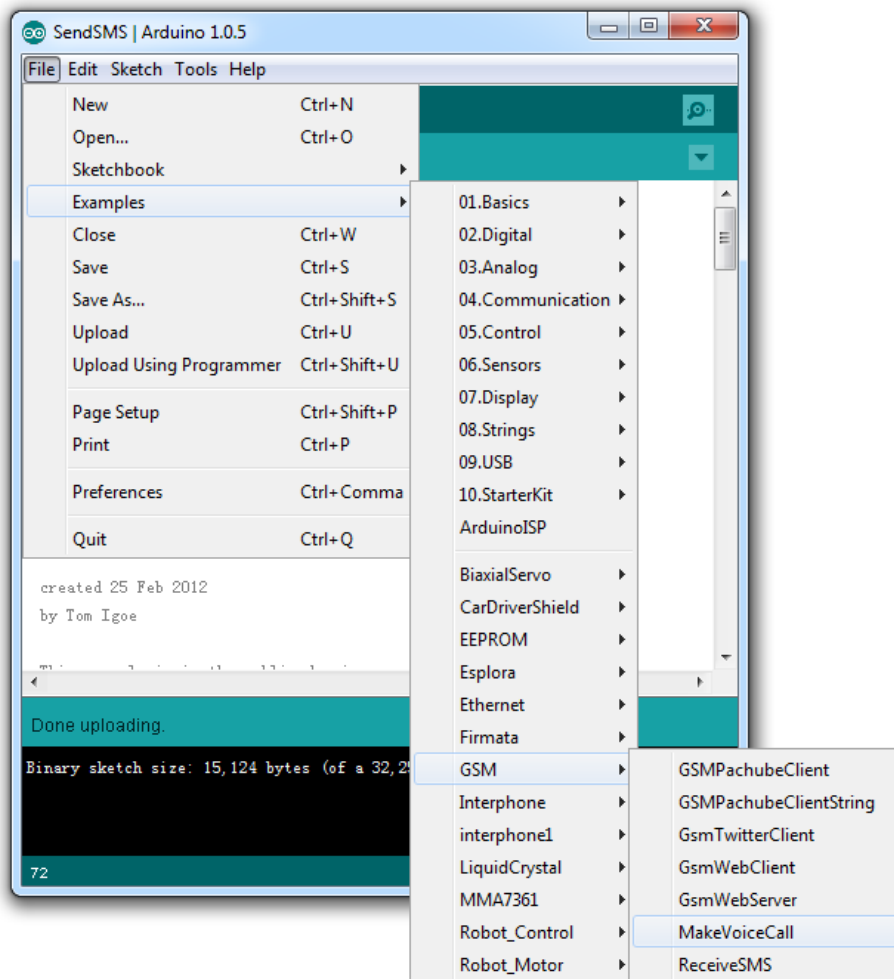 SendSMS | Arduino 1.0.5
File Edit Sketch Tools Help
New Ctrl+N
Open... Ctrl+O
Sketchbook
Examples
Close Ctrl+W
Save Ctrl+S
Save As... Ctrl+Shift+S
Upload Ctrl+U
Upload Using Programmer Ctrl+Shift+U
Page Setup Ctrl+Shift+P
Print Ctrl+P
Preferences Ctrl+Comma
Quit Ctrl+Q
01.Basics
02.Digital
03.Analog
04.Communication
05.Control
06.Sensors
07.Display
08.Strings
09.USB
10.StarterKit
ArduinoISP
BiaxialServo
CarDriverShield
EEPROM
Esplora
Ethernet
Firmata
GSM
Interphone
interphone1
LiquidCrystal
MMA7361
Robot_Control
Robot_Motor
GSMPachubeClient
GSMPachubeClientString
GsmTwitterClient
GsmWebClient
GsmWebServer
MakeVoiceCall
ReceiveSMS
created 25 Feb 2012
by Tom Igoe
Done uploading.
Binary sketch size: 15,124 bytes (of a 32,2
72